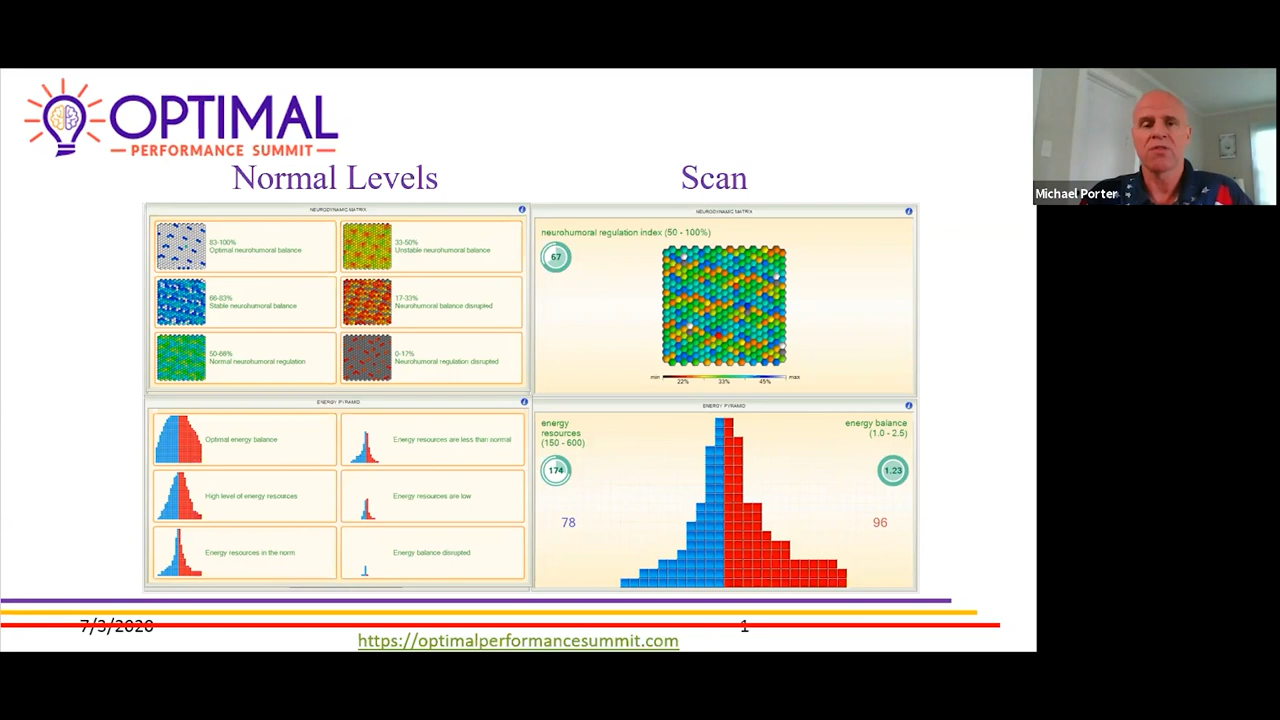 OPTIMAL
PERFORMANCE SUMMIT
Normal Levels
Scan
Michael Porter
NEURODYNAMIC MATRIX
83-100%
Optimal neurohumoral balance
33-50%
Unstable neurohumoral balance
66-83%
Stable neurohumoral balance
17-33%
Neurohumoral balance disrupted
50-66%
Normal neurohumoral regulation
0-17%
Neurohumoral regulation disrupted
NEURODYNAMIC MATRIX
neurohumoral regulation index (50 - 100%)
67
min
22%
33%
45%
max
ENERGY PYRAMID
Optimal energy balance
Energy resources are less than normal
High level of energy resources
Energy resources are low
Energy resources in the norm
Energy balance disrupted
ENERGY PYRAMID
energy
resources
(150 - 600)
174
78
energy balance
(1.0 - 2.5)
1.23
96
7/3/2020
1
https://optimalperformancesummit.com